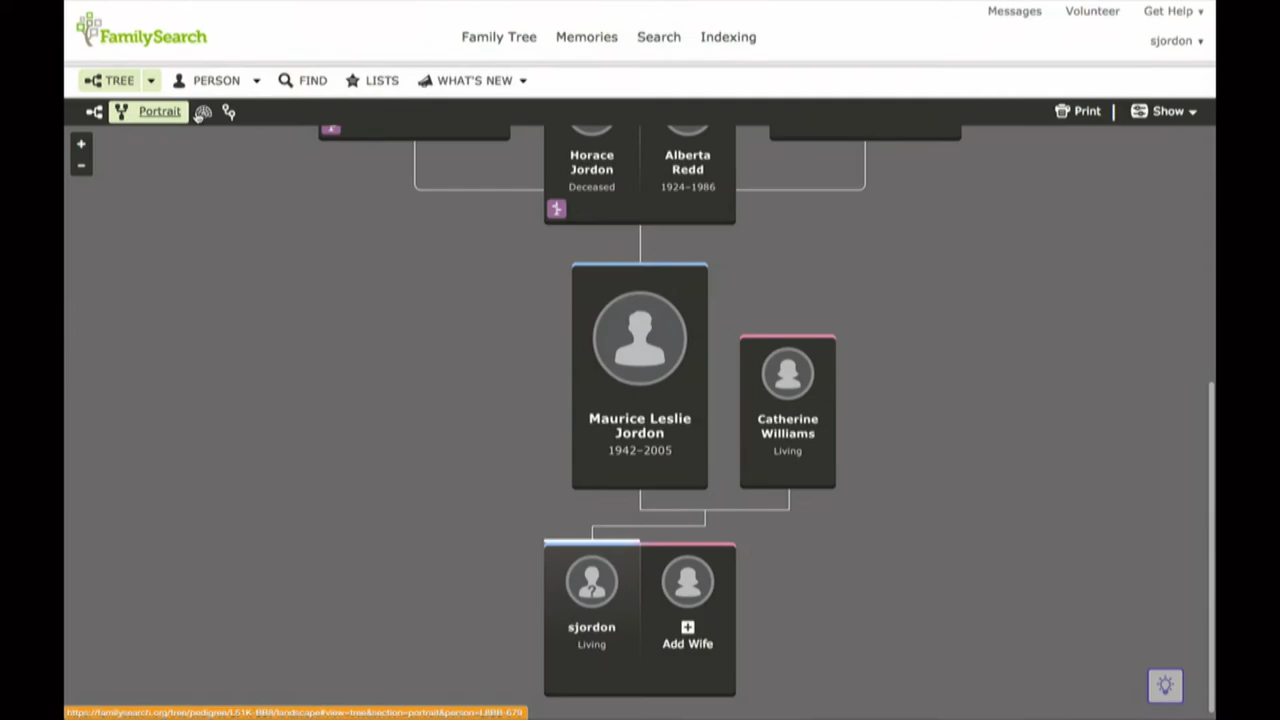 Messages Volunteer Get Help
FamilySearch
Family Tree Memories Search Indexing
sjordon
TREE PERSON FIND LISTS WHAT'S NEW
Portrait
Print Show
+
−
Horace
Jordon
Deceased
Alberta
Redd
1924–1986
Maurice Leslie
Jordon
1942–2005
Catherine
Williams
Living
sjordon
Living
Add Wife